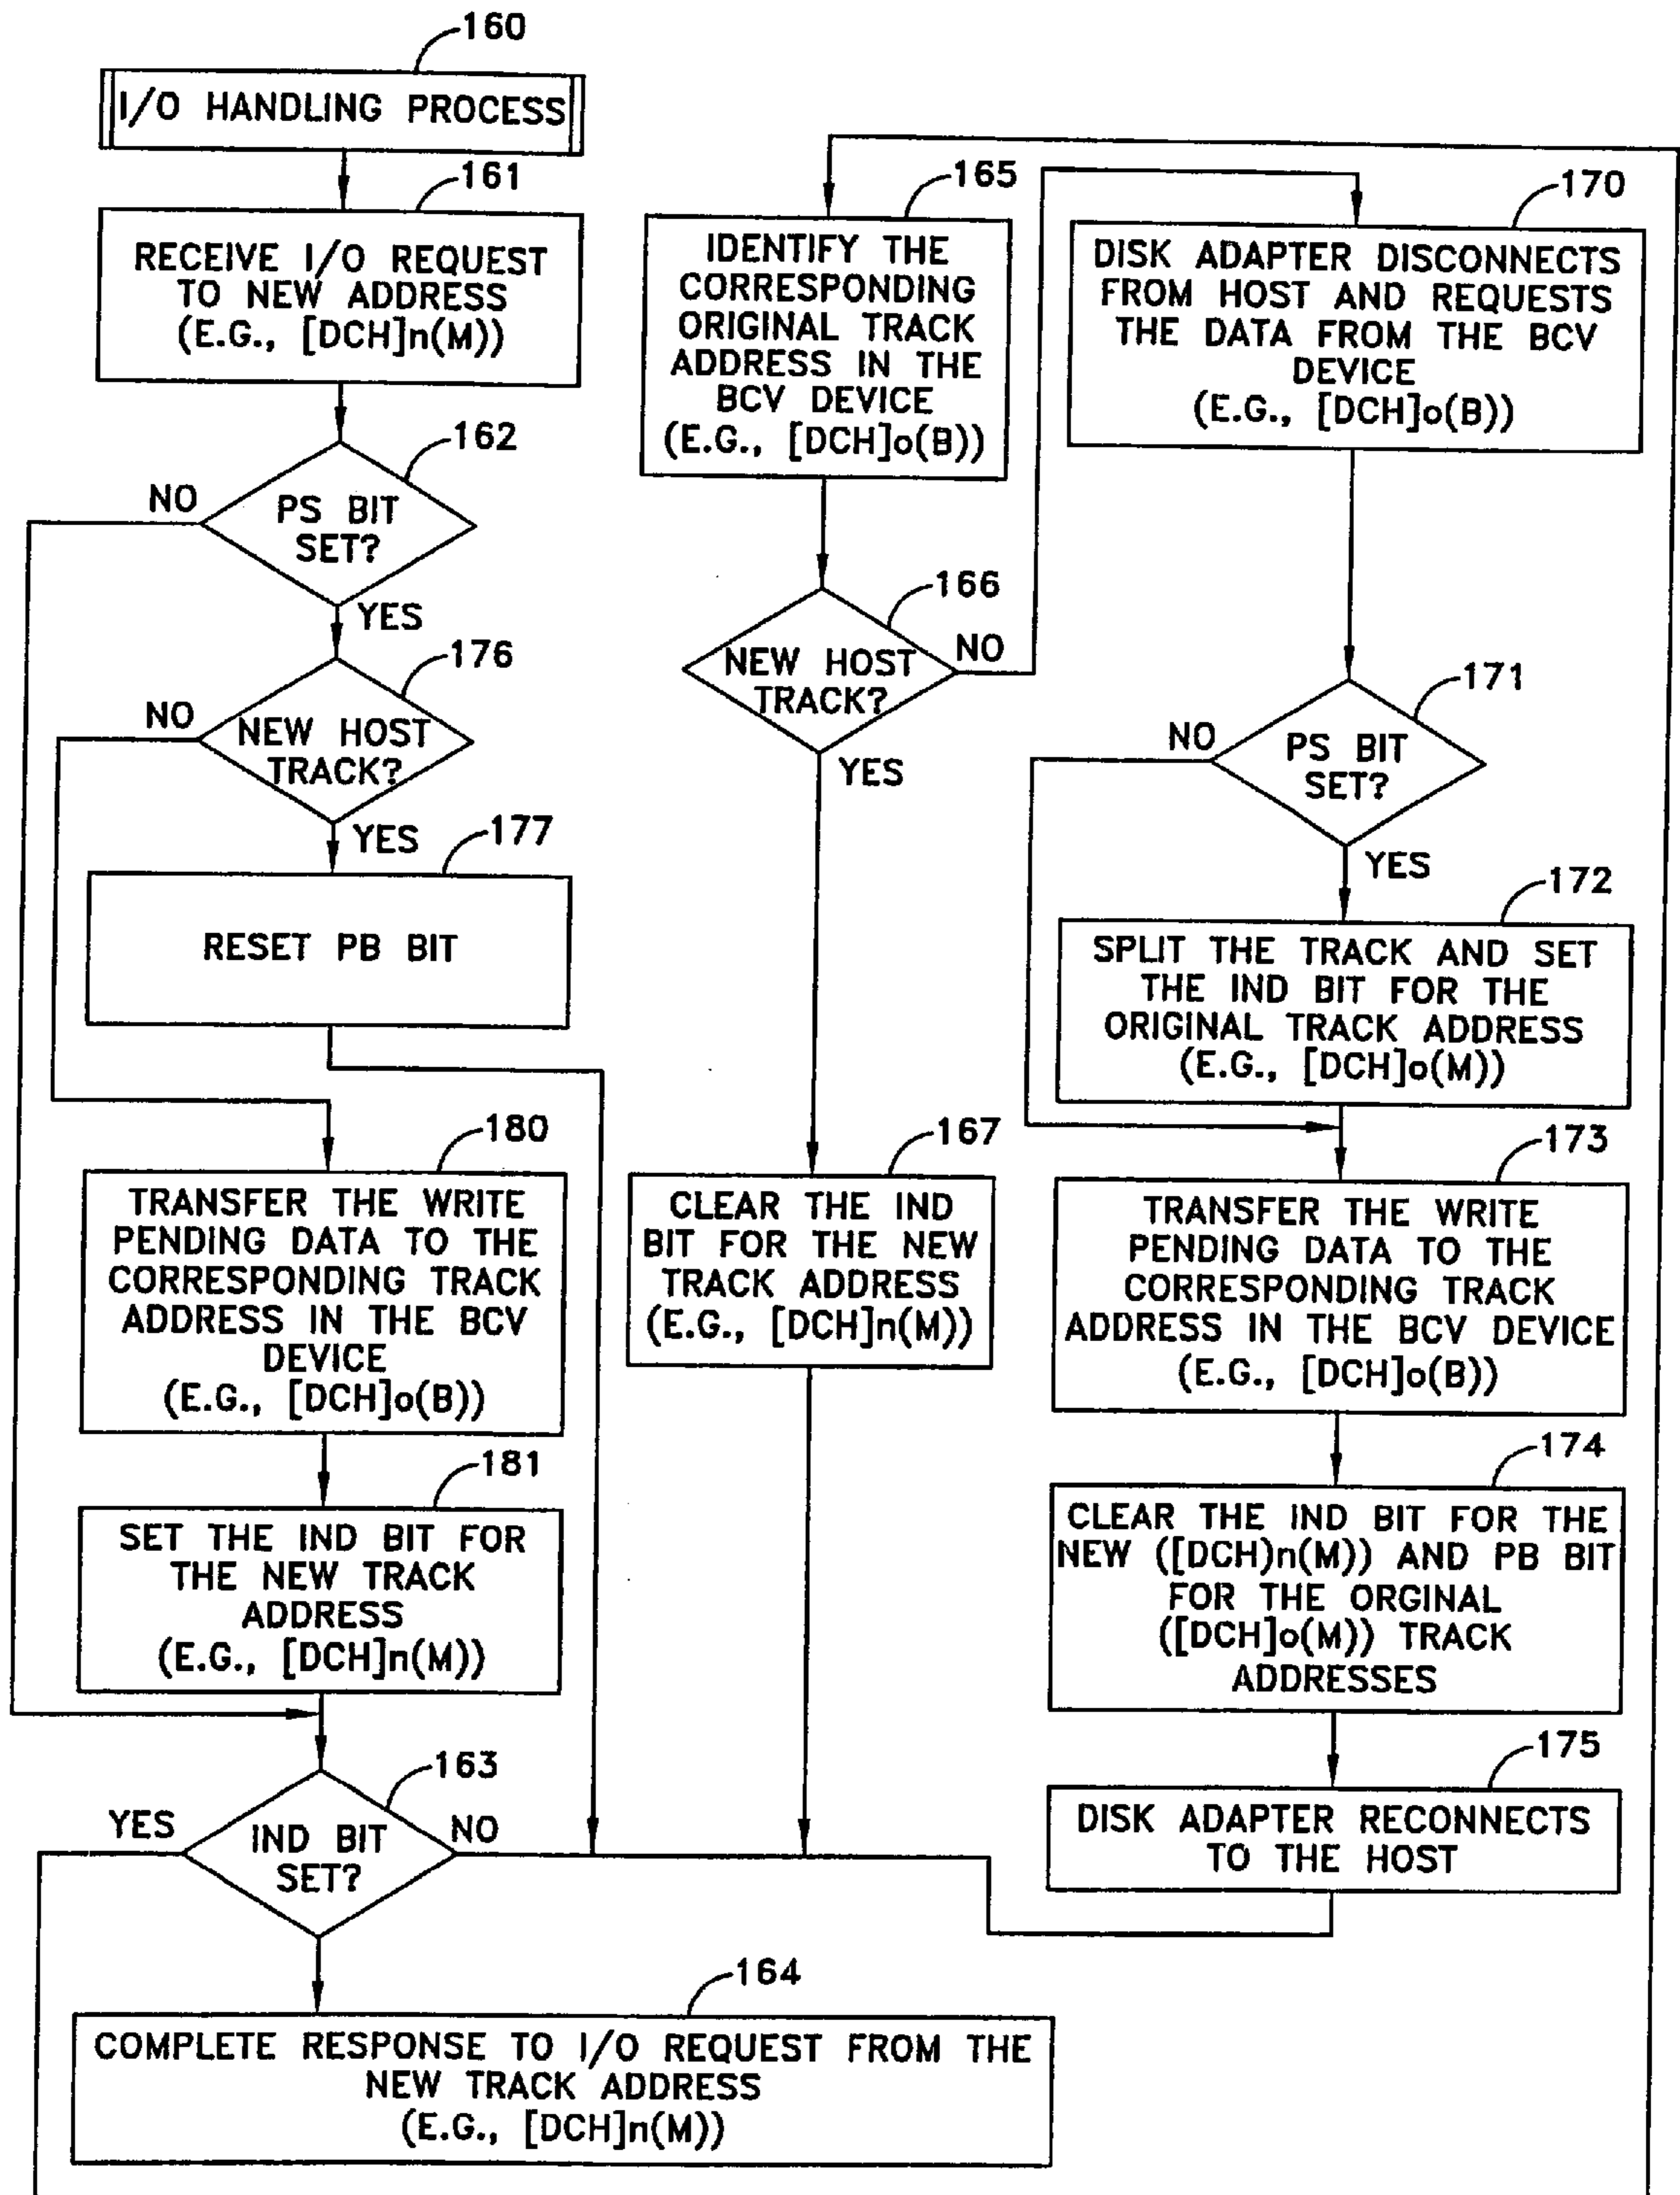 160
I/O HANDLING PROCESS
161
RECEIVE I/O REQUEST
TO NEW ADDRESS
(E.G., [DCH]n(M))
162
NO
PS BIT
SET?
YES
176
NO
NEW HOST
TRACK?
YES
177
RESET PB BIT
180
TRANSFER THE WRITE
PENDING DATA TO THE
CORRESPONDING TRACK
ADDRESS IN THE BCV
DEVICE
(E.G., [DCH]o(B))
181
SET THE IND BIT FOR
THE NEW TRACK
ADDRESS
(E.G., [DCH]n(M))
163
YES
IND BIT
SET?
NO
164
COMPLETE RESPONSE TO I/O REQUEST FROM THE
NEW TRACK ADDRESS
(E.G., [DCH]n(M))
165
IDENTIFY THE
CORRESPONDING
ORIGINAL TRACK
ADDRESS IN THE
BCV DEVICE
(E.G., [DCH]o(B))
166
NEW HOST
TRACK?
NO
YES
167
CLEAR THE IND
BIT FOR THE NEW
TRACK ADDRESS
(E.G., [DCH]n(M))
170
DISK ADAPTER DISCONNECTS
FROM HOST AND REQUESTS
THE DATA FROM THE BCV
DEVICE
(E.G., [DCH]o(B))
171
NO
PS BIT
SET?
YES
172
SPLIT THE TRACK AND SET
THE IND BIT FOR THE
ORIGINAL TRACK ADDRESS
(E.G., [DCH]o(M))
173
TRANSFER THE WRITE
PENDING DATA TO THE
CORRESPONDING TRACK
ADDRESS IN THE BCV DEVICE
(E.G., [DCH]o(B))
174
CLEAR THE IND BIT FOR THE
NEW ([DCH)n(M)) AND PB BIT
FOR THE ORGINAL
([DCH]o(M)) TRACK
ADDRESSES
175
DISK ADAPTER RECONNECTS
TO THE HOST